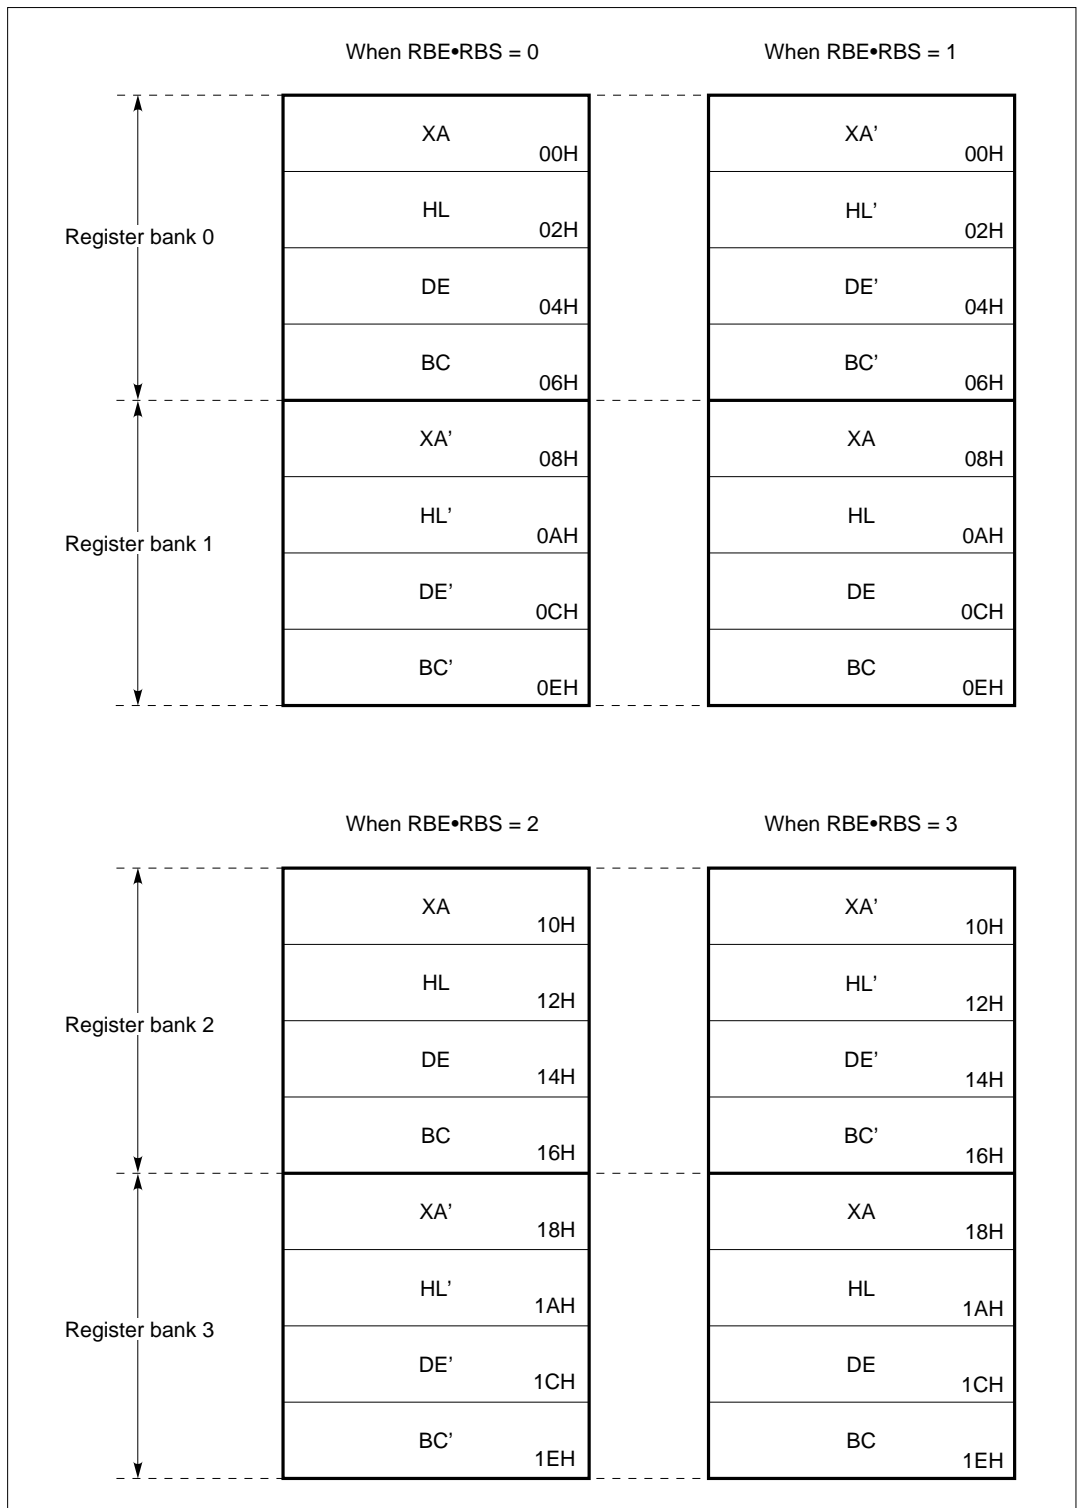 When RBE•RBS = 0
When RBE•RBS = 1
Register bank 0
XA 00H
HL 02H
DE 04H
BC 06H
XA’ 00H
HL’ 02H
DE’ 04H
BC’ 06H
Register bank 1
XA’ 08H
HL’ 0AH
DE’ 0CH
BC’ 0EH
XA 08H
HL 0AH
DE 0CH
BC 0EH
When RBE•RBS = 2
When RBE•RBS = 3
Register bank 2
XA 10H
HL 12H
DE 14H
BC 16H
XA’ 10H
HL’ 12H
DE’ 14H
BC’ 16H
Register bank 3
XA’ 18H
HL’ 1AH
DE’ 1CH
BC’ 1EH
XA 18H
HL 1AH
DE 1CH
BC 1EH